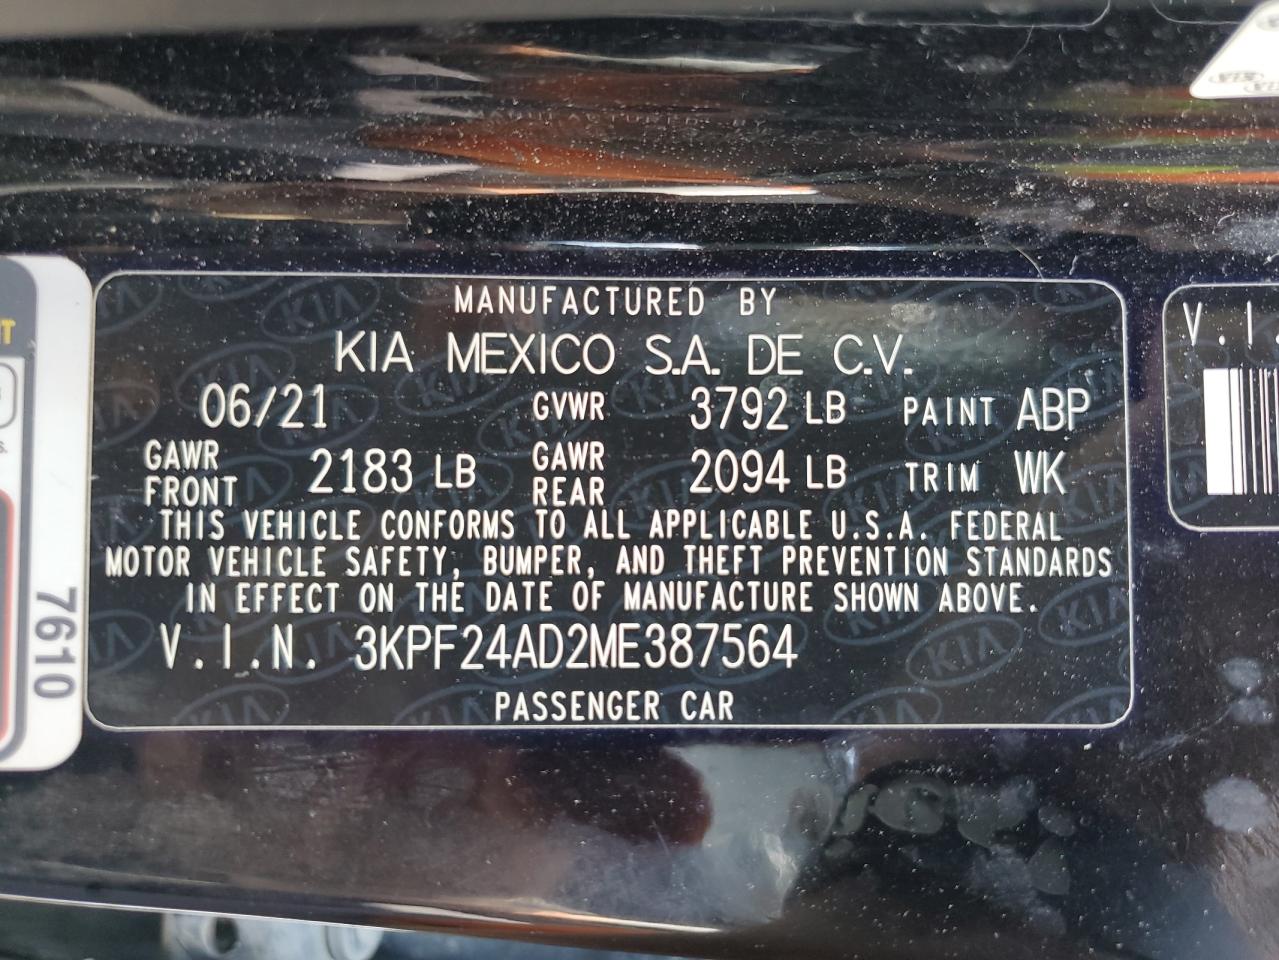 MANUFACTURED BY
KIA MEXICO S.A. DE C.V.
06/21 GVWR 3792 LB PAINT ABP
GAWR FRONT 2183 LB GAWR REAR 2094 LB TRIM WK
THIS VEHICLE CONFORMS TO ALL APPLICABLE U.S.A. FEDERAL
MOTOR VEHICLE SAFETY, BUMPER, AND THEFT PREVENTION STANDARDS
IN EFFECT ON THE DATE OF MANUFACTURE SHOWN ABOVE.
V.I.N. 3KPF24AD2ME387564
PASSENGER CAR
7610
V.I.
KIA